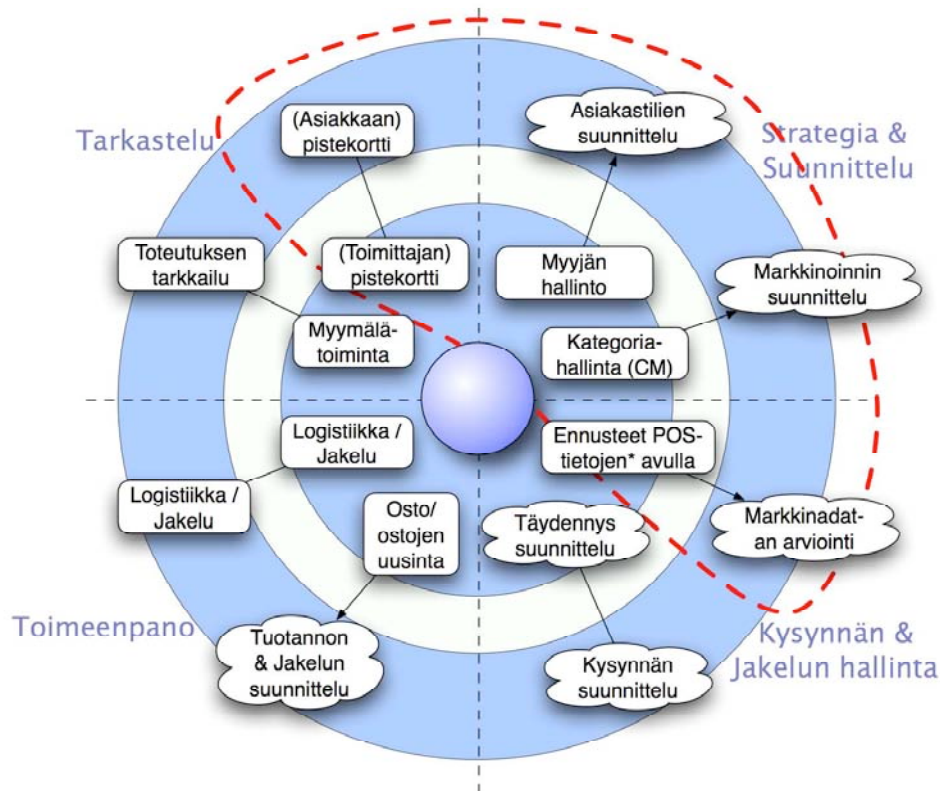 Tarkastelu
(Asiakkaan)
pistekortti
Asiakastilien
suunnittelu
Strategia &
Suunnittelu
Toteutuksen
tarkkailu
(Toimittajan)
pistekortti
Myyjän
hallinto
Markkinoinnin
suunnittelu
Myymälä-
toiminta
Kategoria-
hallinta (CM)
Logistiikka /
Jakelu
Ennusteet POS-
tietojen* avulla
Logistiikka /
Jakelu
Osto/
ostojen
uusinta
Täydennys
suunnittelu
Markkinadat-
an arviointi
Toimeenpano
Tuotannon
& Jakelun
suunnittelu
Kysynnän
suunnittelu
Kysynnän &
Jakelun hallinta